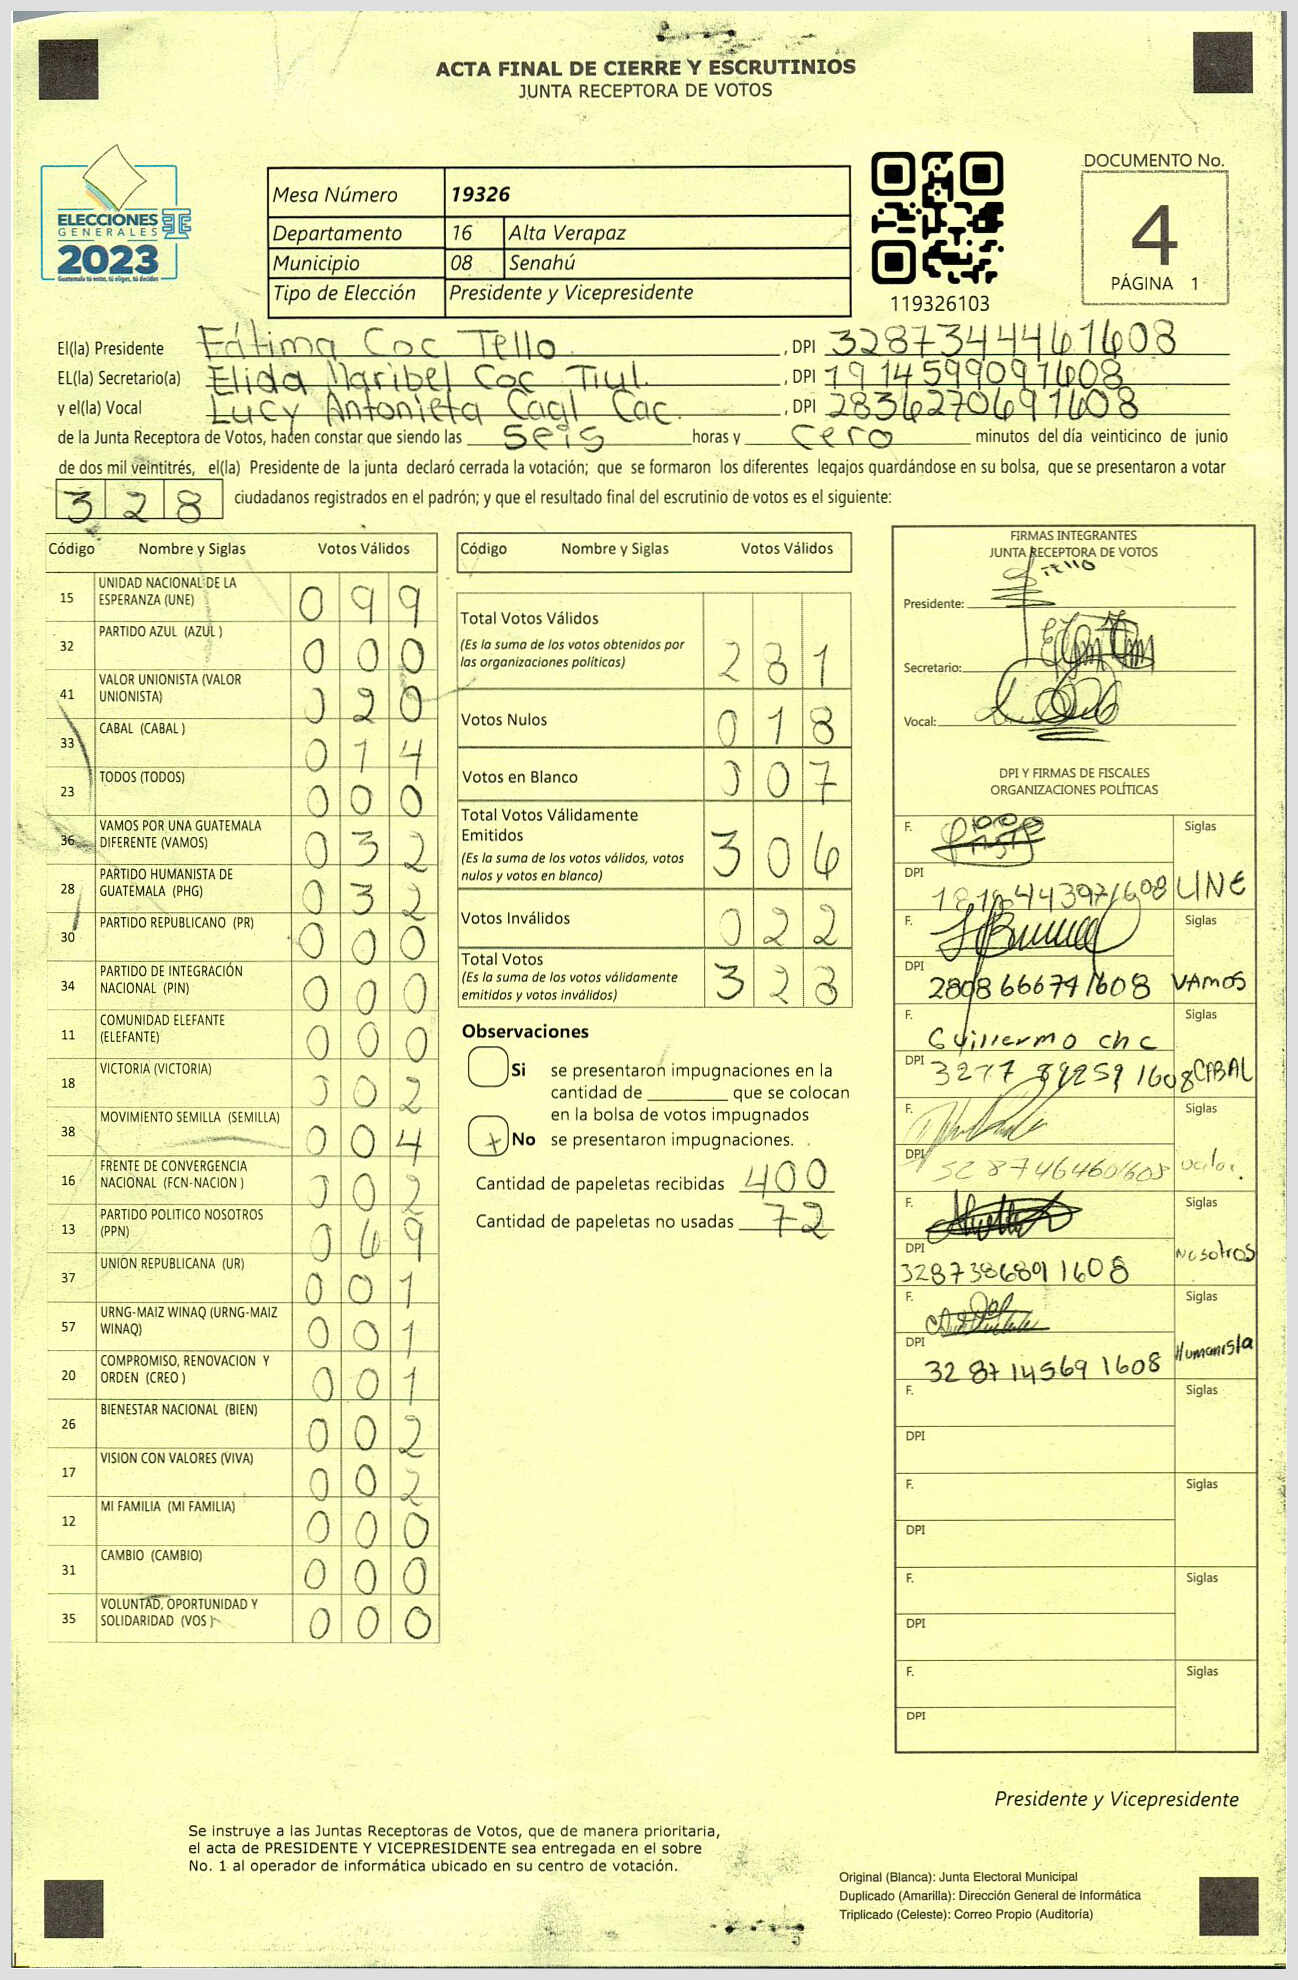 ACTA FINAL DE CIERRE Y ESCRUTINIOS
JUNTA RECEPTORA DE VOTOS
ELECCIONES
GENERALES
2023
Guatemala tú votas, tú eliges, tú decides
Mesa Número 19326
Departamento 16 Alta Verapaz
Municipio 08 Senahú
Tipo de Elección Presidente y Vicepresidente
119326103
DOCUMENTO No.
4
PÁGINA 1
El(la) Presidente Fátima Coc Tello , DPI 3287344461608
EL(la) Secretario(a) Elida Maribel Coc Tiul. , DPI 1914599091608
y el(la) Vocal Lucy Antonieta Caal Cac. , DPI 2836270691608
de la Junta Receptora de Votos, hacen constar que siendo las seis horas y cero minutos del día veinticinco de junio
de dos mil veintitrés, el(la) Presidente de la junta declaró cerrada la votación; que se formaron los diferentes legajos guardándose en su bolsa, que se presentaron a votar
328 ciudadanos registrados en el padrón; y que el resultado final del escrutinio de votos es el siguiente:
Código Nombre y Siglas Votos Válidos
15 UNIDAD NACIONAL DE LA ESPERANZA (UNE) 099
32 PARTIDO AZUL (AZUL ) 000
41 VALOR UNIONISTA (VALOR UNIONISTA) 020
33 CABAL (CABAL ) 014
23 TODOS (TODOS) 000
36 VAMOS POR UNA GUATEMALA DIFERENTE (VAMOS) 032
28 PARTIDO HUMANISTA DE GUATEMALA (PHG) 032
30 PARTIDO REPUBLICANO (PR) 000
34 PARTIDO DE INTEGRACIÓN NACIONAL (PIN) 000
11 COMUNIDAD ELEFANTE (ELEFANTE) 000
18 VICTORIA (VICTORIA) 002
38 MOVIMIENTO SEMILLA (SEMILLA) 004
16 FRENTE DE CONVERGENCIA NACIONAL (FCN-NACION ) 002
13 PARTIDO POLITICO NOSOTROS (PPN) 069
37 UNIÓN REPUBLICANA (UR) 001
57 URNG-MAIZ WINAQ (URNG-MAIZ WINAQ) 001
20 COMPROMISO, RENOVACION Y ORDEN (CREO ) 001
26 BIENESTAR NACIONAL (BIEN) 002
17 VISION CON VALORES (VIVA) 002
12 MI FAMILIA (MI FAMILIA) 000
31 CAMBIO (CAMBIO) 000
35 VOLUNTAD, OPORTUNIDAD Y SOLIDARIDAD (VOS ) 000
Código Nombre y Siglas Votos Válidos
Total Votos Válidos 281
(Es la suma de los votos obtenidos por
las organizaciones políticas)
Votos Nulos 018
Votos en Blanco 007
Total Votos Válidamente
Emitidos 306
(Es la suma de los votos válidos, votos
nulos y votos en blanco)
Votos Inválidos 022
Total Votos 328
(Es la suma de los votos válidamente
emitidos y votos inválidos)
Observaciones
Si se presentaron impugnaciones en la
cantidad de ________ que se colocan
en la bolsa de votos impugnados
+ No se presentaron impugnaciones.
Cantidad de papeletas recibidas 400
Cantidad de papeletas no usadas 72
FIRMAS INTEGRANTES
JUNTA RECEPTORA DE VOTOS
Presidente: Tello
Secretario:
Vocal:
DPI Y FIRMAS DE FISCALES
ORGANIZACIONES POLÍTICAS
F. Siglas
DPI UNE
F. Siglas
DPI 2808666741608 VAMOS
F. Guillermo chc Siglas
DPI CABAL
F. Siglas
DPI 3287464601608 valor.
F. Siglas
DPI 3287386891608 Nosotros
F. Siglas
DPI 3287145691608 Humanista
F. Siglas
DPI
F. Siglas
DPI
F. Siglas
DPI
F. Siglas
DPI
Presidente y Vicepresidente
Se instruye a las Juntas Receptoras de Votos, que de manera prioritaria,
el acta de PRESIDENTE Y VICEPRESIDENTE sea entregada en el sobre
No. 1 al operador de informática ubicado en su centro de votación.
Original (Blanca): Junta Electoral Municipal
Duplicado (Amarilla): Dirección General de Informática
Triplicado (Celeste): Correo Propio (Auditoría)